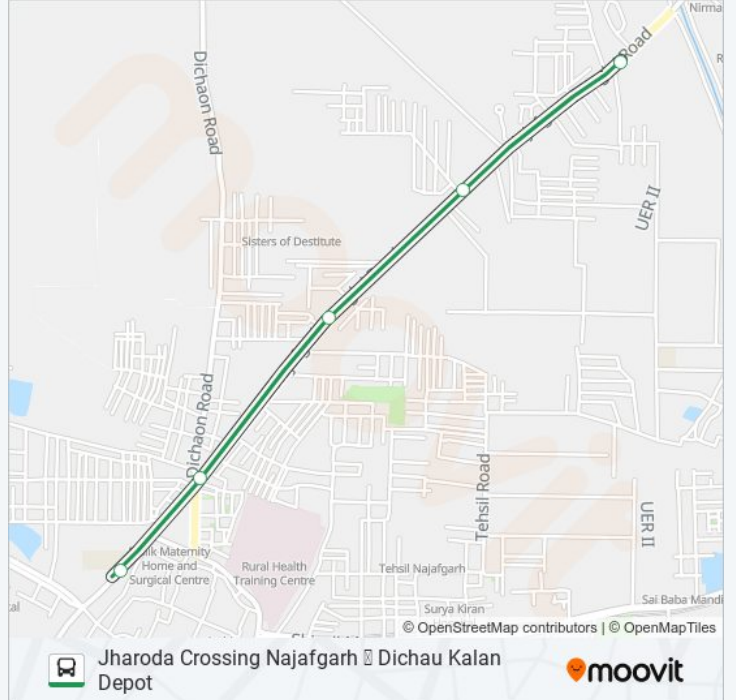 Nirma
Road
Dichaon Road
UER II
Sisters of Destitute
Dichaon Road
Tehsil Road
UER II
lk Maternity
Home and
Surgical Centre
Rural Health
Training Centre
Tehsil Najafgarh
Sai Baba Mandi
Surya Kiran
© OpenStreetMap contributors | © OpenMapTiles
Jharoda Crossing Najafgarh  Dichau Kalan
Depot
moovit